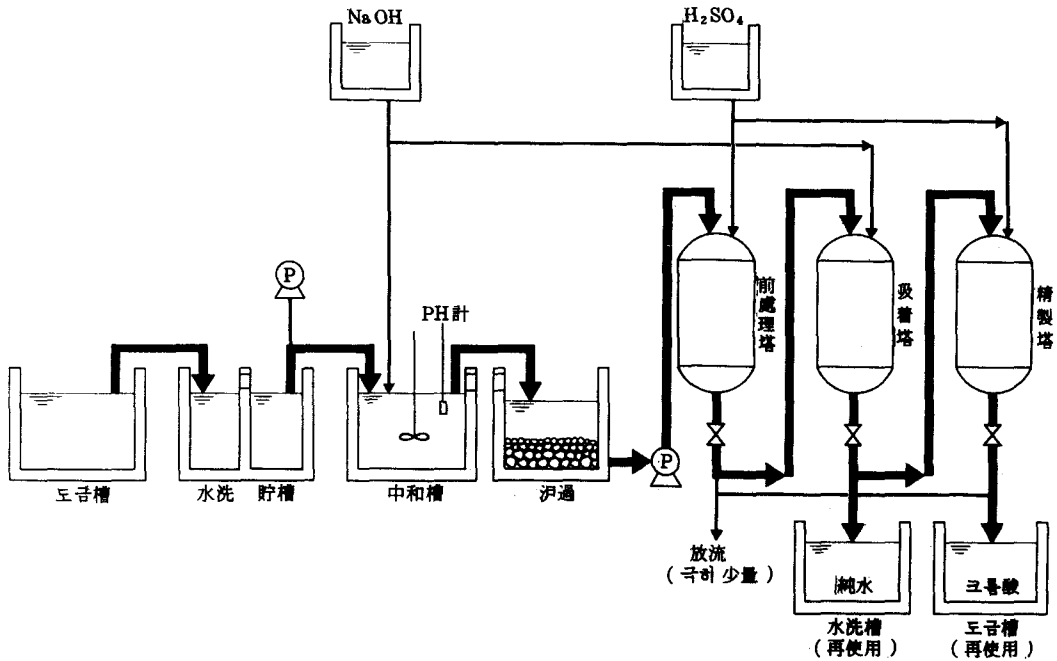 NaOH
H₂SO₄
P
PH計
前處理塔
吸着塔
精製塔
P
도금槽
水洗
貯槽
中和槽
沪過
放流
(극히 少量)
純水
크롬酸
水洗槽
(再使用)
도금槽
(再使用)